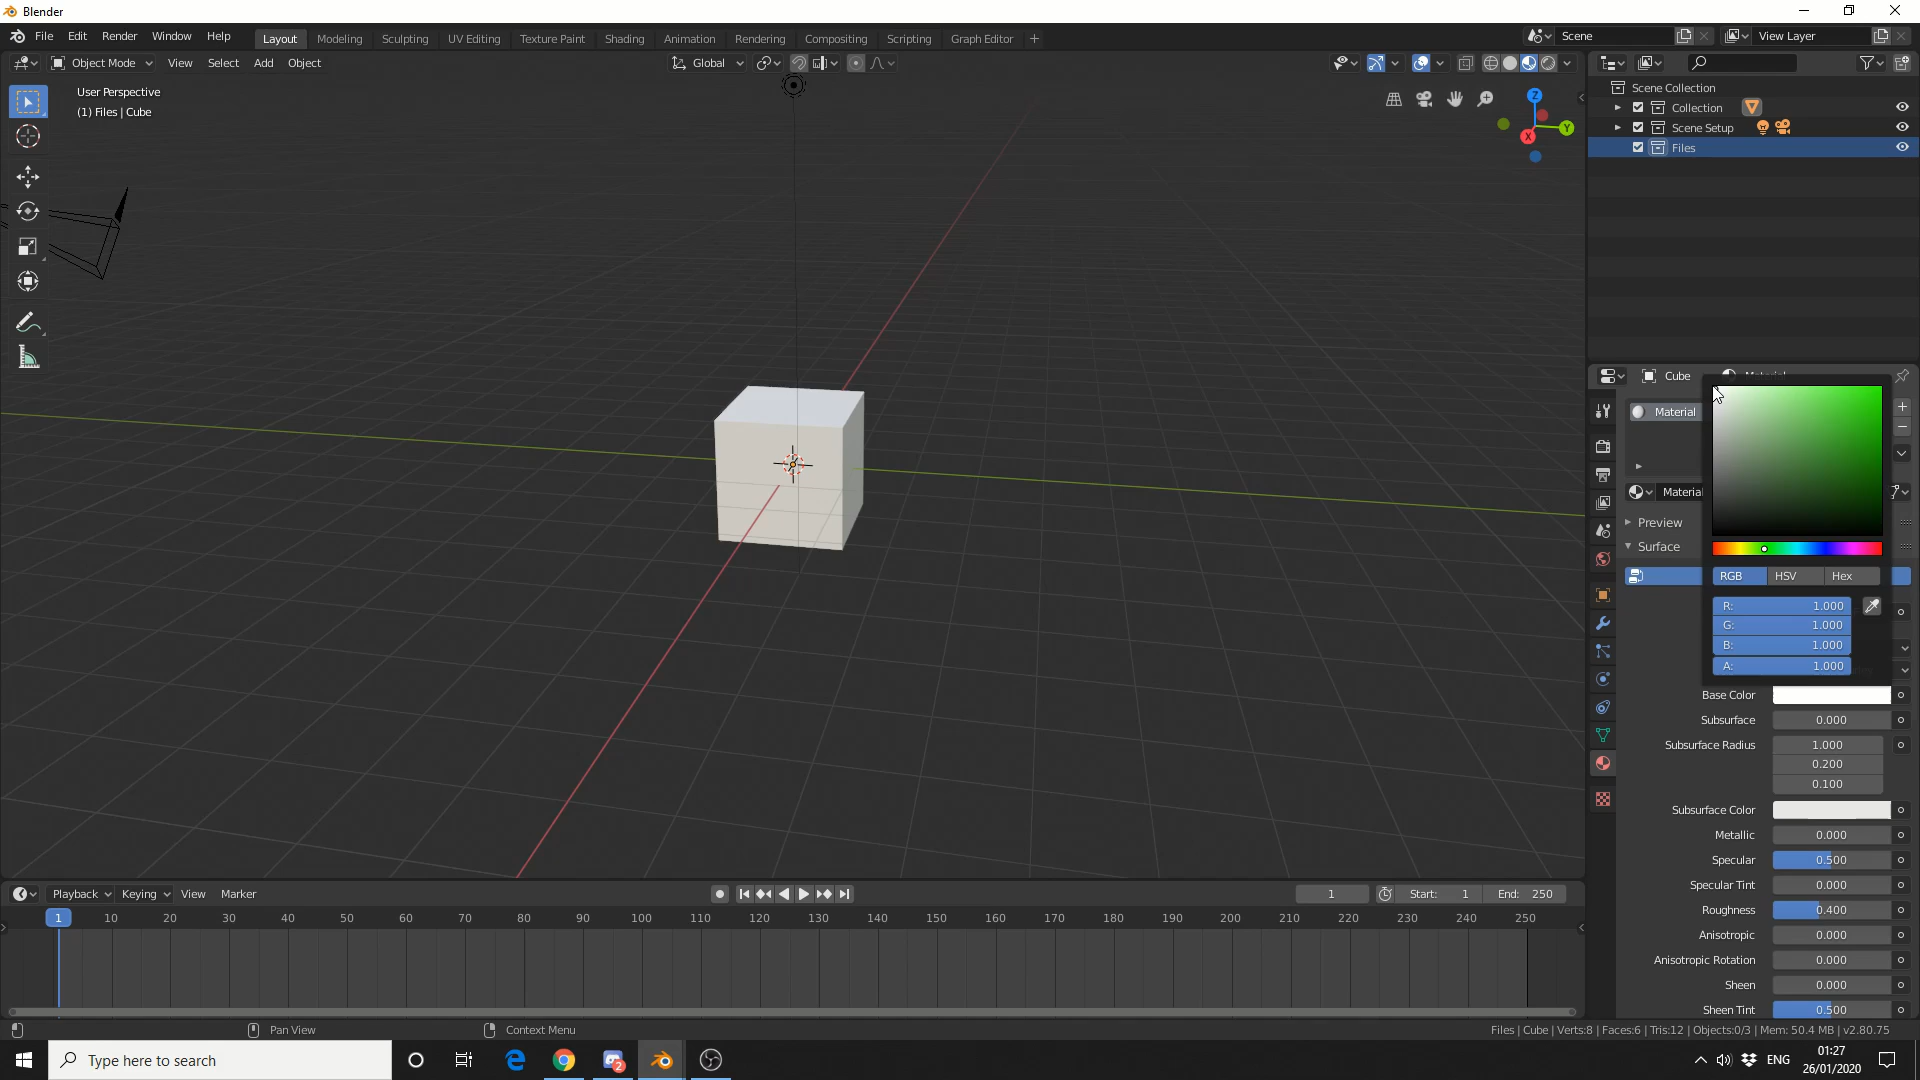 Blender
File Edit Render Window Help Layout Modeling Sculpting UV Editing Texture Paint Shading Animation Rendering Compositing Scripting Graph Editor + Scene View Layer
Object Mode View Select Add Object Global
User Perspective
(1) Files | Cube
Z
Y
X
Scene Collection
Collection
Scene Setup
Files
Cube
Material
Material
Preview
Surface
RGB HSV Hex
R: 1.000
G: 1.000
B: 1.000
A: 1.000
Base Color
Subsurface 0.000
Subsurface Radius 1.000
0.200
0.100
Subsurface Color
Metallic 0.000
Specular 0.500
Specular Tint 0.000
Roughness 0.400
Anisotropic 0.000
Anisotropic Rotation 0.000
Sheen 0.000
Sheen Tint 0.500
Playback Keying View Marker 1 Start: 1 End: 250
1 10 20 30 40 50 60 70 80 90 100 110 120 130 140 150 160 170 180 190 200 210 220 230 240 250
Pan View Context Menu Files | Cube | Verts:8 | Faces:6 | Tris:12 | Objects:0/3 | Mem: 50.4 MB | v2.80.75
Type here to search 2 ENG 01:27
26/01/2020